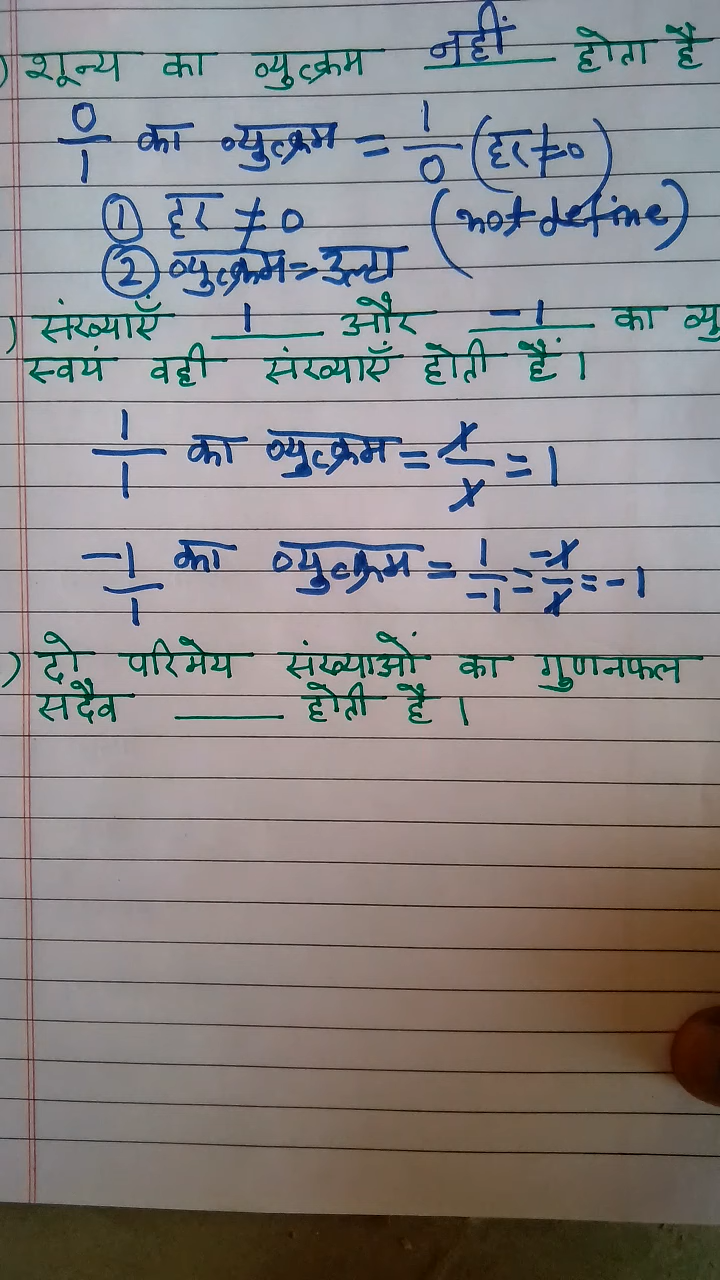 ) शून्य का व्युत्क्रम नहीं होता है
0/1 का व्युत्क्रम = 1/0 (हर ≠ 0)
① हर ≠ 0 (not define)
② व्युत्क्रम = उल्टा
) संख्याएँ 1 और -1 का व्यु
स्वयं वही संख्याएँ होती हैं।
1/1 का व्युत्क्रम = 1/1 = 1
-1/1 का व्युत्क्रम = 1/-1 = -1/1 = -1
) दो परिमेय संख्याओं का गुणनफल
सदैव ____ होती है।